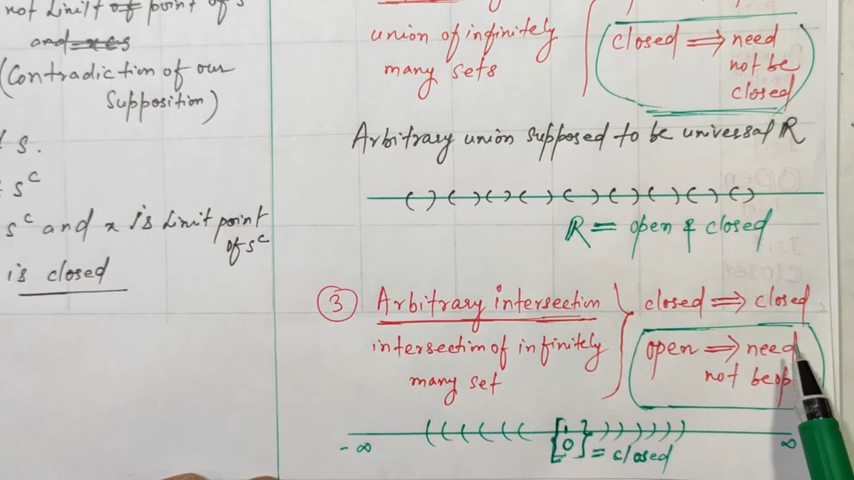 not limit of point of s
and xes
(Contradiction of our
Supposition)
s.
s^c
s^c and x is limit point
of s^c
is closed
union of infinitely
many sets
closed ⟹ need
not be
closed
Arbitrary union supposed to be universal R
( ) ( ) ( ) ( ) ( ) ( ) ( ) ( )
R = open & closed
③ Arbitrary intersection
intersection of infinitely
many set
closed ⟹ closed
open ⟹ need
not be op
-∞ ( ( ( ( ( ( {0} ) ) ) ) ) ) ) ∞
= closed